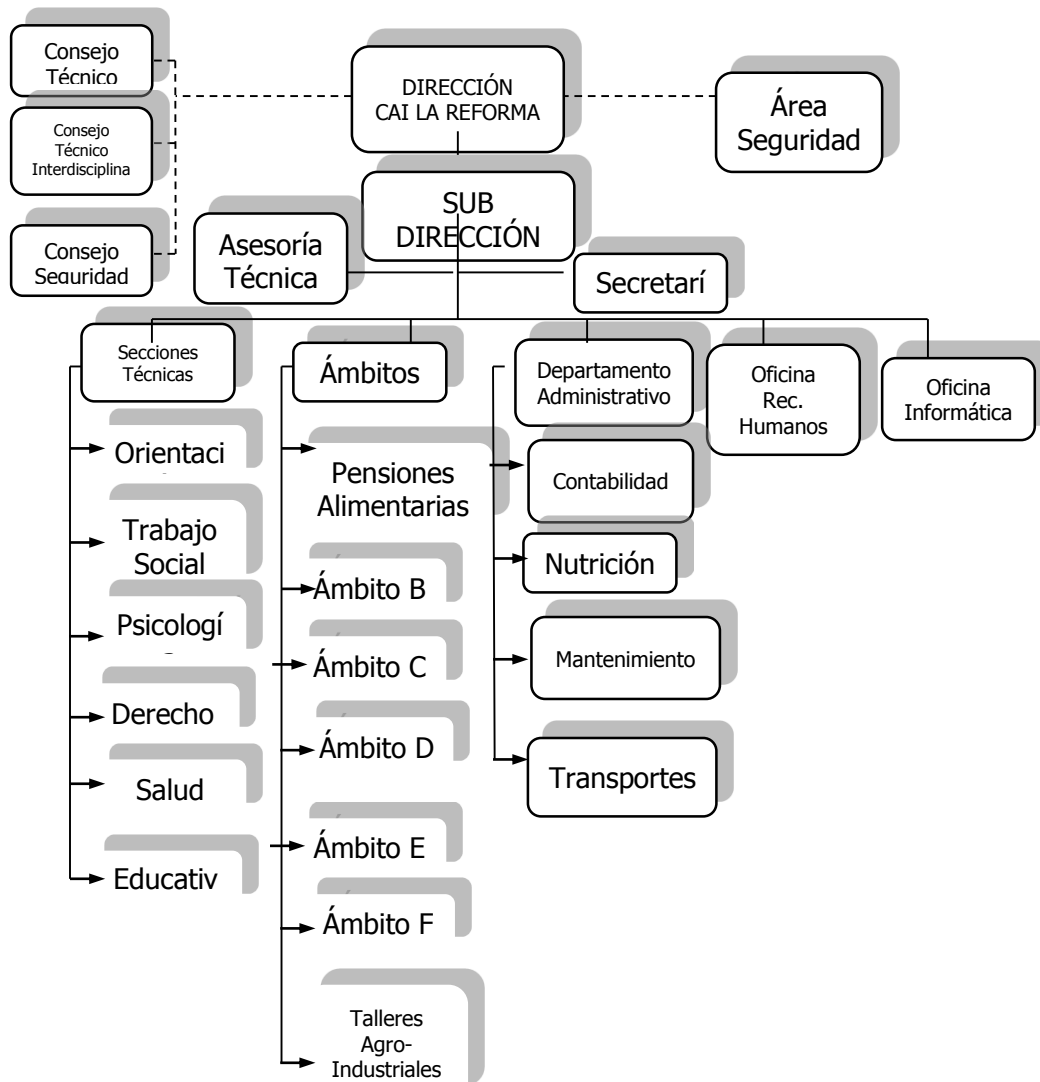 Consejo
Técnico
DIRECCIÓN
CAI LA REFORMA
Área
Seguridad
Consejo
Técnico
Interdisciplina
Consejo
Seguridad
SUB
DIRECCIÓN
Asesoría
Técnica
Secretarí
Secciones
Técnicas
Ámbitos
Departamento
Administrativo
Oficina
Rec.
Humanos
Oficina
Informática
Orientaci
Trabajo
Social
Psicologí
Derecho
Salud
Educativ
Pensiones
Alimentarias
Ámbito B
Ámbito C
Ámbito D
Ámbito E
Ámbito F
Talleres
Agro-
Industriales
Contabilidad
Nutrición
Mantenimiento
Transportes